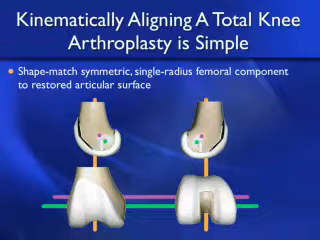 Kinematically Aligning A Total Knee
Arthroplasty is Simple
Shape-match symmetric, single-radius femoral component
to restored articular surface